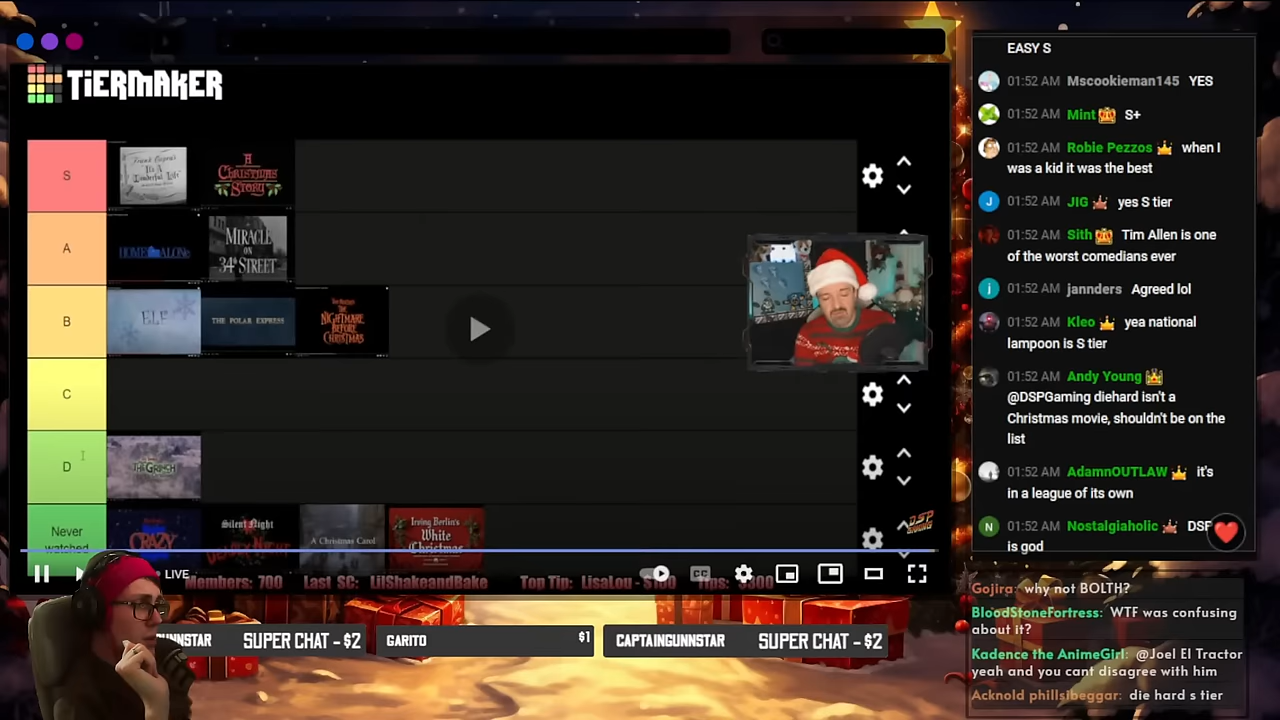 TiERMAKER
S
Frank Capra's
It's A
Wonderful Life
A
CHRISTMAS
STORY
A
HOME ALONe
MIRACLE
ON
34th STREET
B
ELF
THE POLAR EXPRESS
THE
NIGHTMARE
BEFORE
CHRISTMAS
C
D
THE GRINCH
Never
watched
CRAZY
Silent Night
A Christmas Carol
Irving Berlin's
White
Christmas
DSP
GAMING
LIVE
CC
Members: 700 Last SC: LilShakeandBake Top Tip: LisaLou - $100
GUNNSTAR SUPER CHAT - $2
GARITO $1
CAPTAINGUNNSTAR SUPER CHAT - $2
EASY S
01:52 AM Mscookieman145 YES
01:52 AM Mint S+
01:52 AM Robie Pezzos when I
was a kid it was the best
J 01:52 AM JIG yes S tier
01:52 AM Sith Tim Allen is one
of the worst comedians ever
j 01:52 AM jannders Agreed lol
01:52 AM Kleo yea national
lampoon is S tier
01:52 AM Andy Young
@DSPGaming diehard isn't a
Christmas movie, shouldn't be on the
list
01:52 AM AdamnOUTLAW it's
in a league of its own
N 01:52 AM Nostalgiaholic DSP
is god
Gojira: why not BOLTH?
BloodStoneFortress: WTF was confusing
about it?
Kadence the AnimeGirl: @Joel El Tractor
yeah and you cant disagree with him
Acknold phillsibeggar: die hard s tier